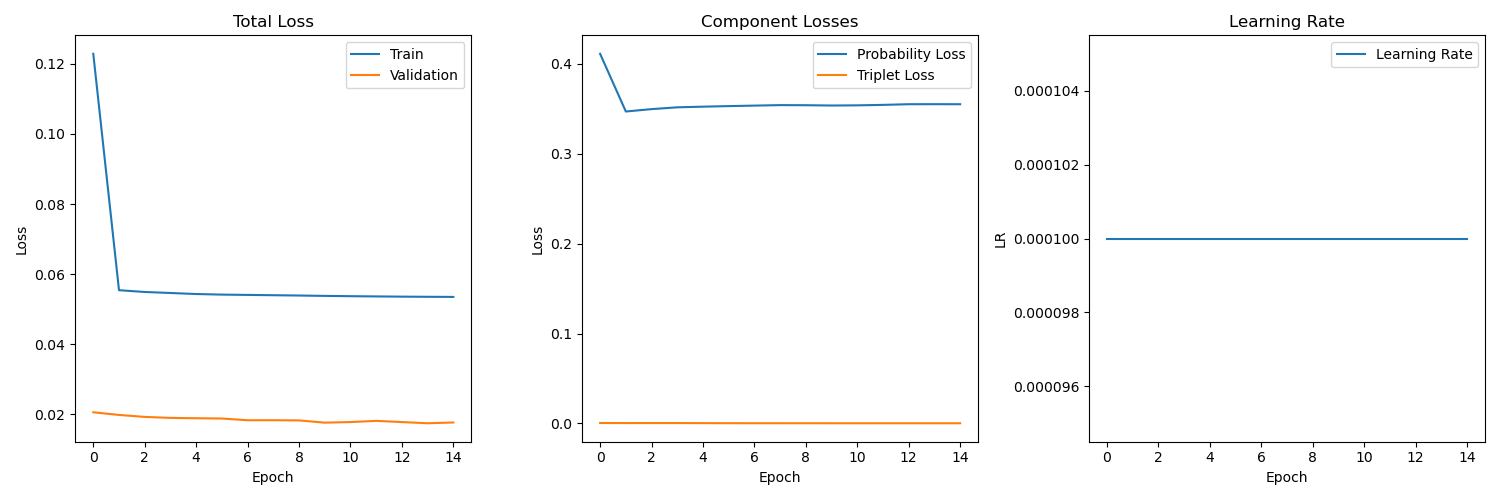 Total Loss
Loss
0.12
0.10
0.08
0.06
0.04
0.02
Train
Validation
0 2 4 6 8 10 12 14
Epoch
Component Losses
Loss
0.4
0.3
0.2
0.1
0.0
Probability Loss
Triplet Loss
0 2 4 6 8 10 12 14
Epoch
Learning Rate
LR
0.000104
0.000102
0.000100
0.000098
0.000096
Learning Rate
0 2 4 6 8 10 12 14
Epoch